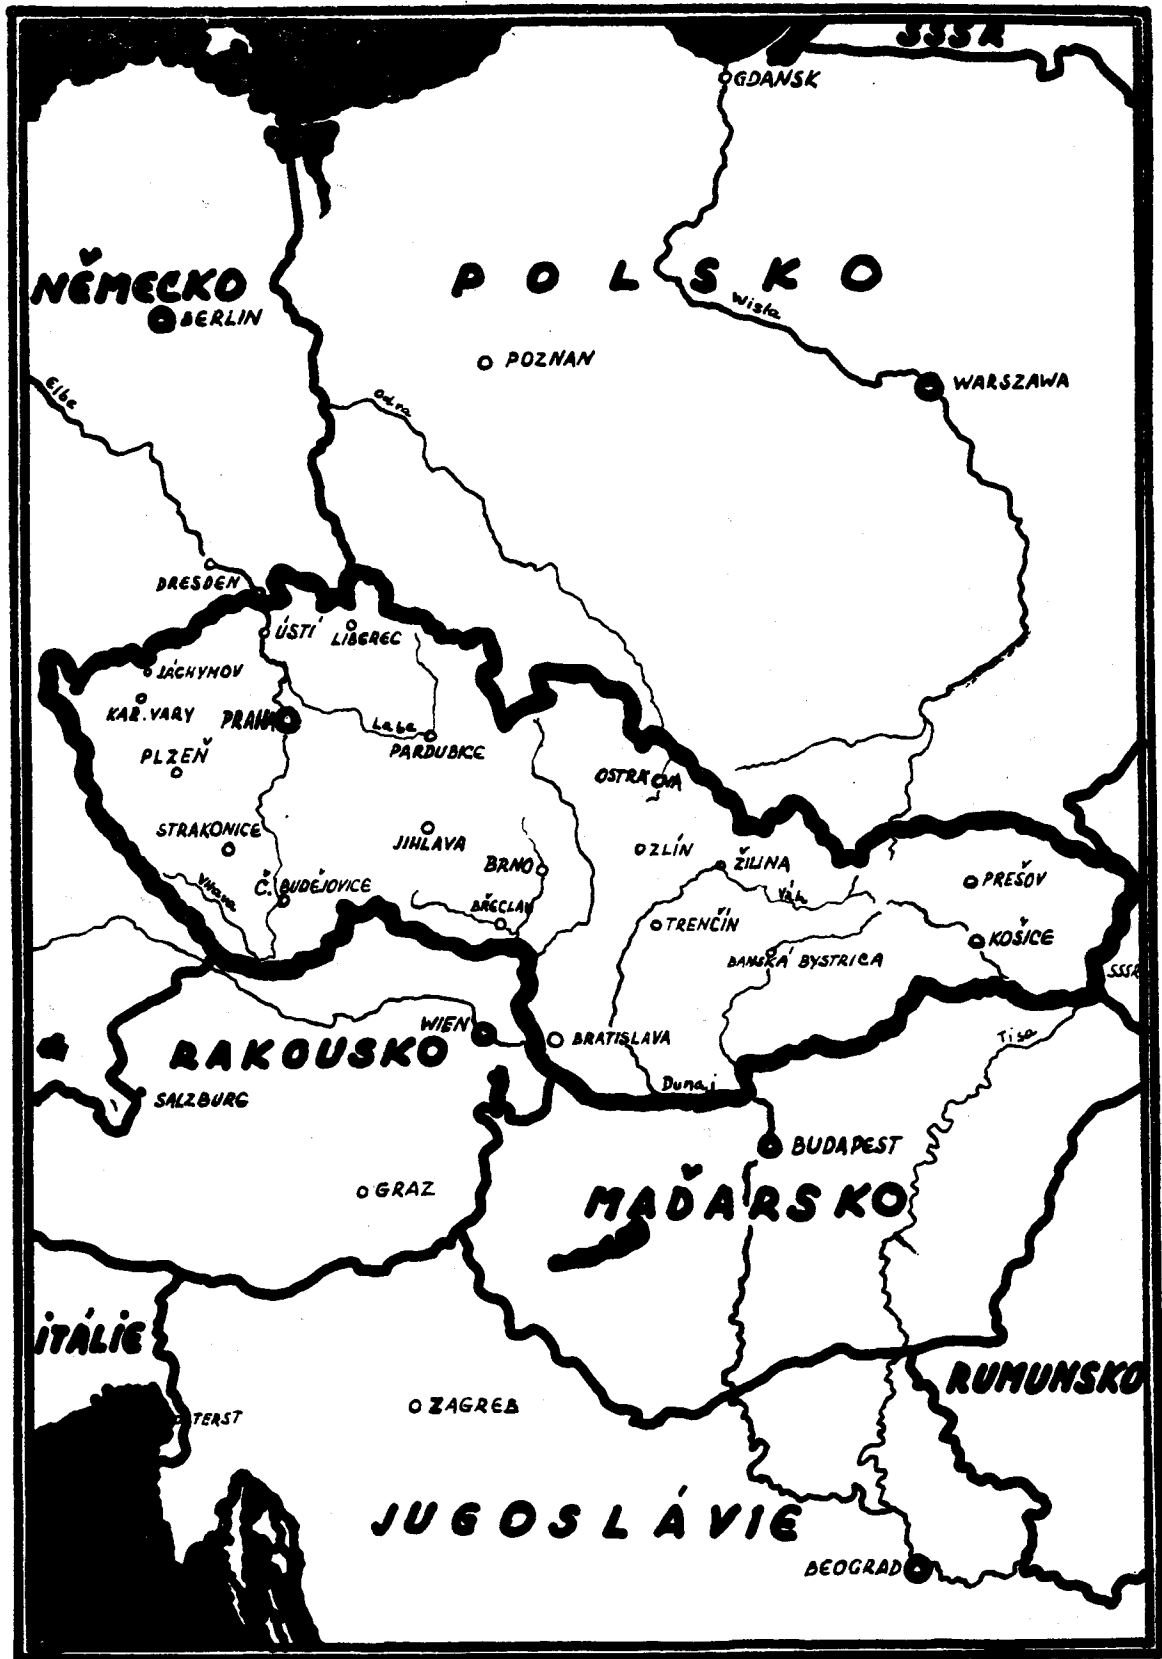 SSSR
GDANSK
NĚMECKO
POLSKO
BERLIN
Wisla
POZNAN
WARSZAWA
Elbe
Odra
DRESDEN
ÚSTÍ
LIBEREC
JÁCHYMOV
KAR. VARY
PRAHA
Labe
PARDUBICE
PLZEŇ
OSTRAVA
STRAKONICE
JIHLAVA
BRNO
ZLÍN
ŽILINA
Vltava
Č. BUDĚJOVICE
Váh
PREŠOV
BŘECLAV
TRENČÍN
KOŠICE
BANSKÁ BYSTRICA
SSSR
WIEN
BRATISLAVA
Tisa
RAKOUSKO
Dunaj
SALZBURG
BUDAPEST
GRAZ
MAĎARSKO
ITÁLIE
RUMUNSKO
ZAGREB
TERST
JUGOSLÁVIE
BEOGRAD